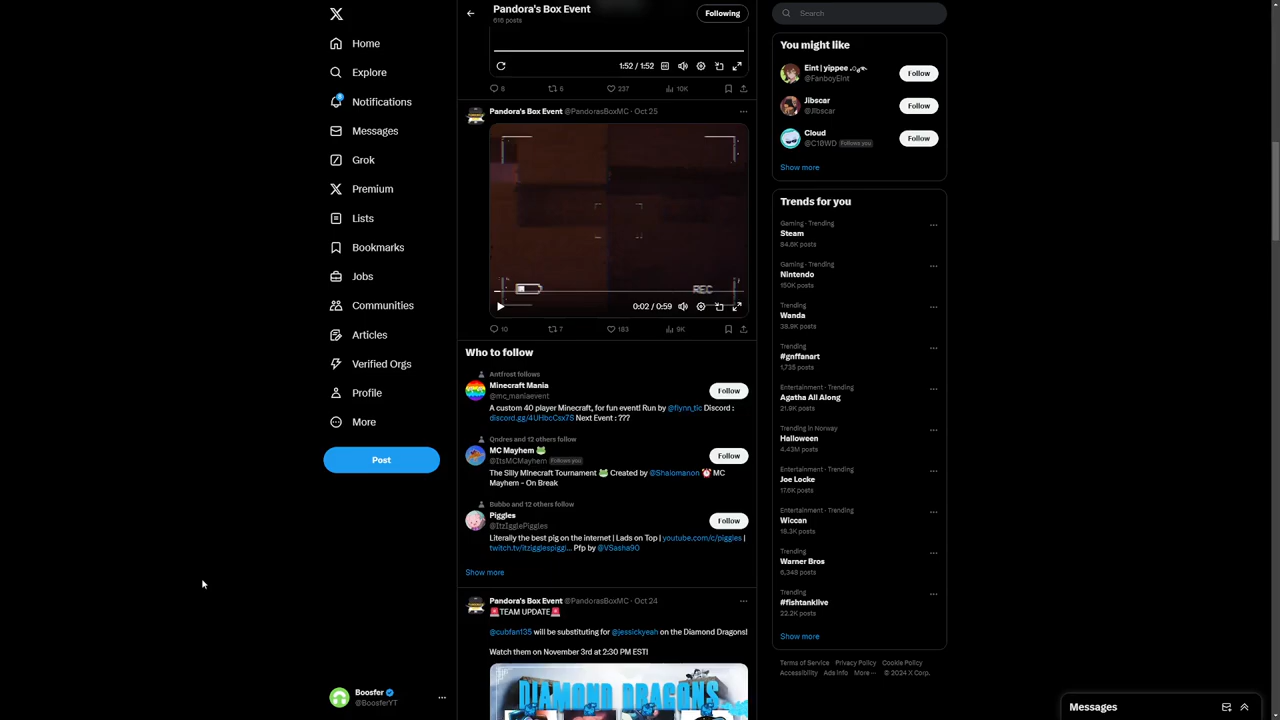 Home
Explore
8
Notifications
Messages
Grok
Premium
Lists
Bookmarks
Jobs
Communities
Articles
Verified Orgs
Profile
More
Post
Boosfer
@BoosferYT
Pandora's Box Event
616 posts
Following
1:52 / 1:52
6
6
237
10K
Pandora's Box Event @PandorasBoxMC · Oct 25
REC
0:02 / 0:59
10
7
183
9K
Who to follow
Antfrost follows
Minecraft Mania
@mc_maniaevent
Follow
A custom 40 player Minecraft, for fun event! Run by @flynn_tic Discord :
discord.gg/4UHbcCsx7S Next Event : ???
Qndres and 12 others follow
MC Mayhem 🐸
@ItsMCMayhem Follows you
Follow
The Silly Minecraft Tournament 🐸 Created by @Shalomanon ⏰ MC
Mayhem - On Break
Bubbo and 12 others follow
Piggles
@ItzIgglePiggles
Follow
Literally the best pig on the internet | Lads on Top | youtube.com/c/piggles |
twitch.tv/itzigglespiggl... Pfp by @VSasha90
Show more
Pandora's Box Event @PandorasBoxMC · Oct 24
🚨TEAM UPDATE🚨
@cubfan135 will be substituting for @jessickyeah on the Diamond Dragons!
Watch them on November 3rd at 2:30 PM EST!
DIAMOND DRAGONS
Search
You might like
Eint | yippee
@FanboyEint
Follow
Jibscar
@Jibscar
Follow
Cloud
@C10WD Follows you
Follow
Show more
Trends for you
Gaming · Trending
Steam
84.6K posts
Gaming · Trending
Nintendo
150K posts
Trending
Wanda
38.9K posts
Trending
#gnffanart
1,735 posts
Entertainment · Trending
Agatha All Along
21.9K posts
Trending in Norway
Halloween
4.43M posts
Entertainment · Trending
Joe Locke
17.6K posts
Entertainment · Trending
Wiccan
18.3K posts
Trending
Warner Bros
6,348 posts
Trending
#fishtanklive
22.2K posts
Show more
Terms of Service Privacy Policy Cookie Policy
Accessibility Ads info More ··· © 2024 X Corp.
Messages